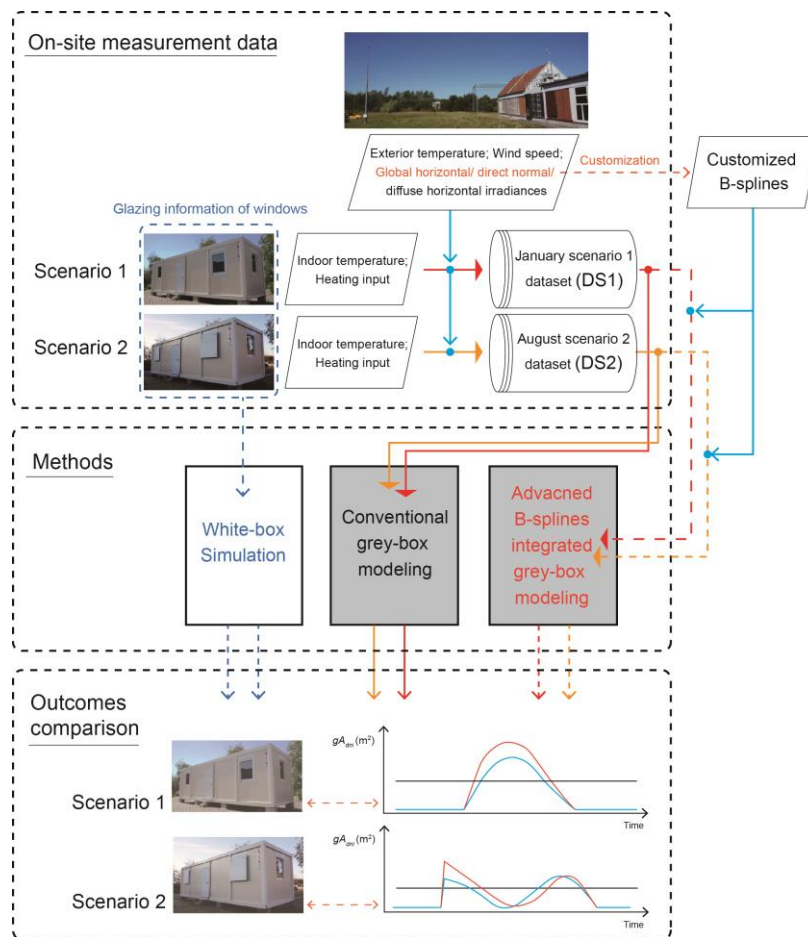 On-site measurement data
Exterior temperature; Wind speed;
Global horizontal/ direct normal/
diffuse horizontal irradiances
Customization
Customized
B-splines
Glazing information of windows
Scenario 1
Indoor temperature;
Heating input
January scenario 1
dataset (DS1)
Scenario 2
Indoor temperature;
Heating input
August scenario 2
dataset (DS2)
Methods
White-box
Simulation
Conventional
grey-box
modeling
Advacned
B-splines
integrated
grey-box
modeling
Outcomes
comparison
Scenario 1
gAdni (m²)
Time
Scenario 2
gAdni (m²)
Time